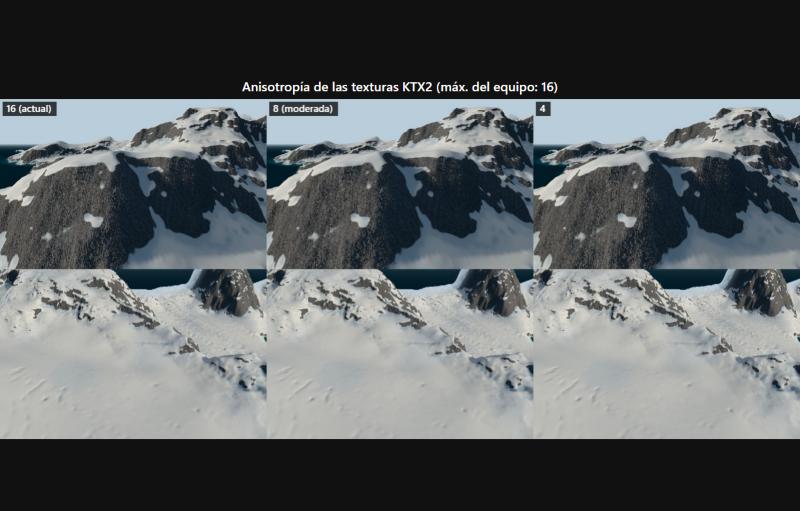 Anisotropía de las texturas KTX2 (máx. del equipo: 16)
16 (actual)
8 (moderada)
4